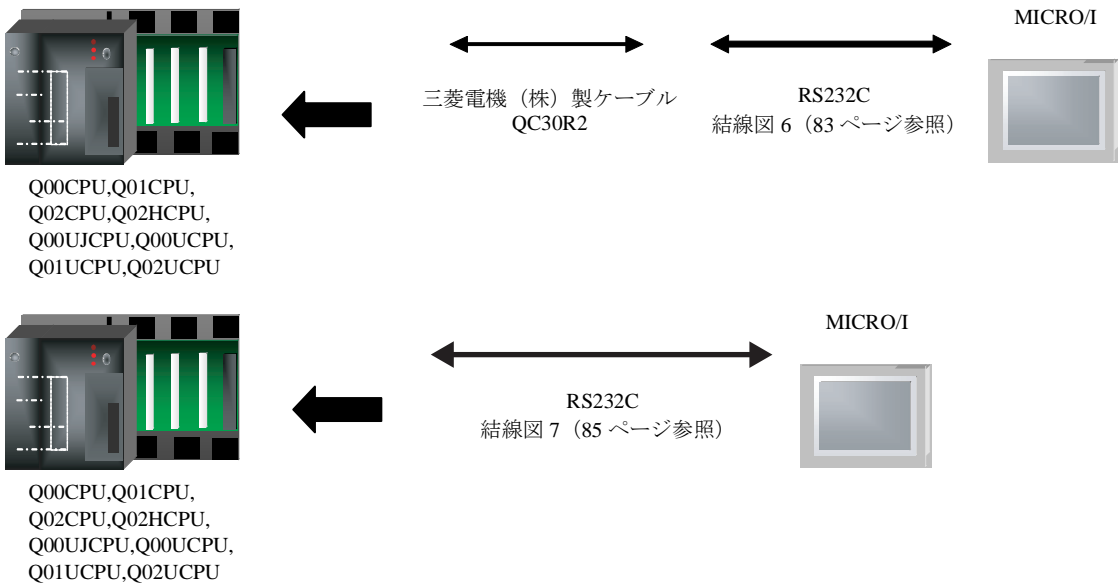 MICRO/I
三菱電機（株）製ケーブル
QC30R2
RS232C
結線図 6（83 ページ参照）
Q00CPU,Q01CPU,
Q02CPU,Q02HCPU,
Q00UJCPU,Q00UCPU,
Q01UCPU,Q02UCPU
MICRO/I
RS232C
結線図 7（85 ページ参照）
Q00CPU,Q01CPU,
Q02CPU,Q02HCPU,
Q00UJCPU,Q00UCPU,
Q01UCPU,Q02UCPU